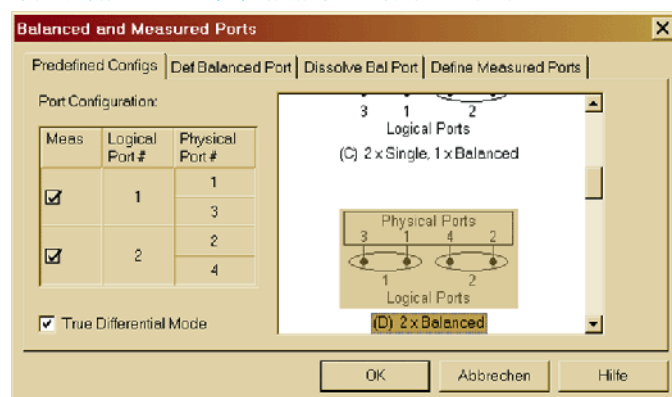 Balanced and Measured Ports
Predefined Configs Def Balanced Port Dissolve Bal Port Define Measured Ports
Port Configuration:
Meas Logical Port # Physical Port #
1 1
3
2 2
4
True Differential Mode
3 1 2
Logical Ports
(C) 2 x Single, 1 x Balanced
Physical Ports
3 1 4 2
1 2
Logical Ports
(D) 2 x Balanced
OK Abbrechen Hilfe